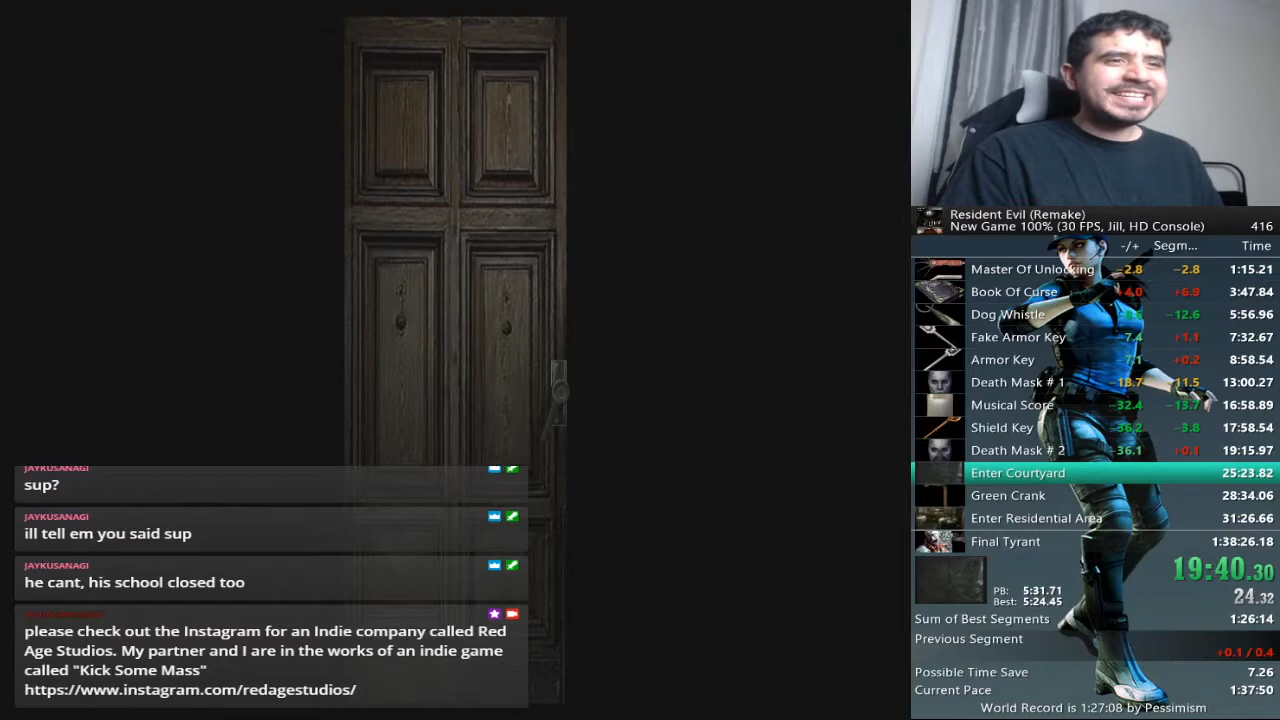 JAYKUSANAGI
sup?
JAYKUSANAGI
ill tell em you said sup
JAYKUSANAGI
he cant, his school closed too
please check out the Instagram for an Indie company called Red
Age Studios. My partner and I are in the works of an indie game
called "Kick Some Mass"
https://www.instagram.com/redagestudios/
Resident Evil (Remake)
New Game 100% (30 FPS, Jill, HD Console) 416
-/+ Segm... Time
Master Of Unlocking −2.8 −2.8 1:15.21
Book Of Curse +4.0 +6.9 3:47.84
Dog Whistle −12.6 5:56.96
Fake Armor Key −7.4 +1.1 7:32.67
Armor Key −7.1 +0.2 8:58.54
Death Mask # 1 −18.7 −11.5 13:00.27
Musical Score −32.4 −13.7 16:58.89
Shield Key −36.2 −3.8 17:58.54
Death Mask # 2 −36.1 +0.1 19:15.97
Enter Courtyard 25:23.82
Green Crank 28:34.06
Enter Residential Area 31:26.66
Final Tyrant 1:38:26.18
19:40.30
PB: 5:31.71
Best: 5:24.45
24.32
Sum of Best Segments 1:26:14
Previous Segment
+0.1 / 0.4
Possible Time Save 7.26
Current Pace 1:37:50
World Record is 1:27:08 by Pessimism